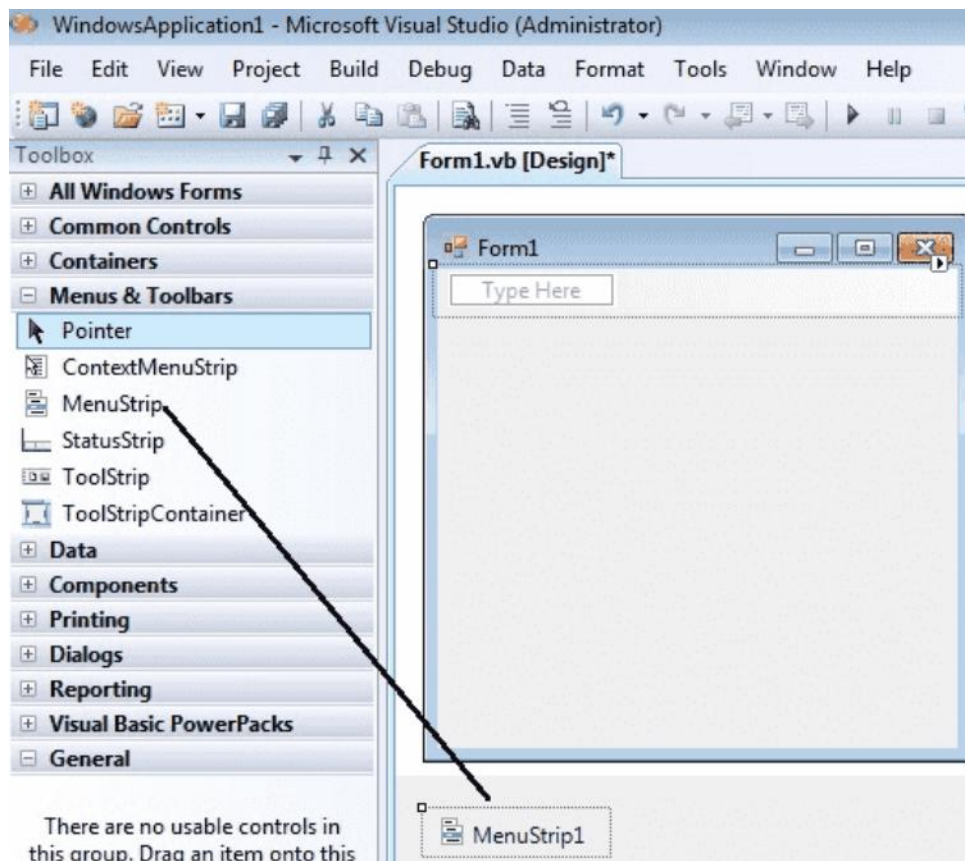 WindowsApplication1 - Microsoft Visual Studio (Administrator)
File Edit View Project Build Debug Data Format Tools Window Help
Toolbox
Form1.vb [Design]*
All Windows Forms
Common Controls
Containers
Menus & Toolbars
Pointer
ContextMenuStrip
MenuStrip
StatusStrip
ToolStrip
ToolStripContainer
Data
Components
Printing
Dialogs
Reporting
Visual Basic PowerPacks
General
There are no usable controls in
this group. Drag an item onto this
Form1
Type Here
MenuStrip1